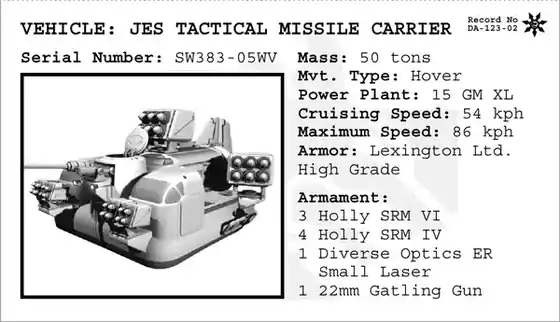 VEHICLE: JES TACTICAL MISSILE CARRIER
Record No
DA-123-02
Serial Number: SW383-05WV
Mass: 50 tons
Mvt. Type: Hover
Power Plant: 15 GM XL
Cruising Speed: 54 kph
Maximum Speed: 86 kph
Armor: Lexington Ltd.
High Grade
Armament:
3 Holly SRM VI
4 Holly SRM IV
1 Diverse Optics ER
Small Laser
1 22mm Gatling Gun